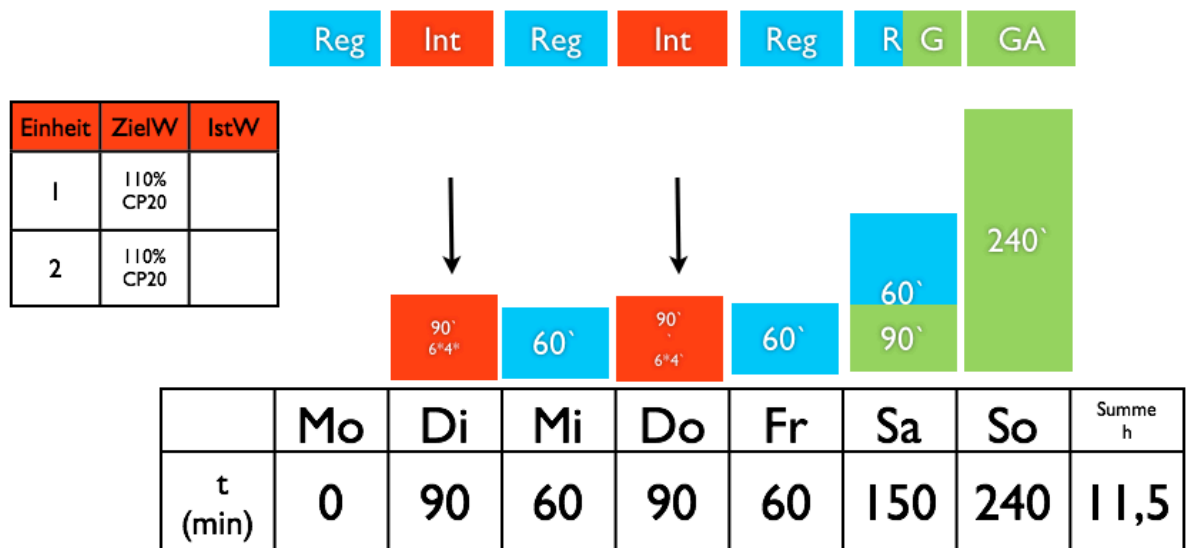 Reg Int Reg Int Reg R G GA
Einheit ZielW IstW
1 110%
CP20
2 110%
CP20
90`
6*4*
60`
90`
`
6*4`
60`
60`
90`
240`
Mo Di Mi Do Fr Sa So Summe
h
t
(min) 0 90 60 90 60 150 240 11,5